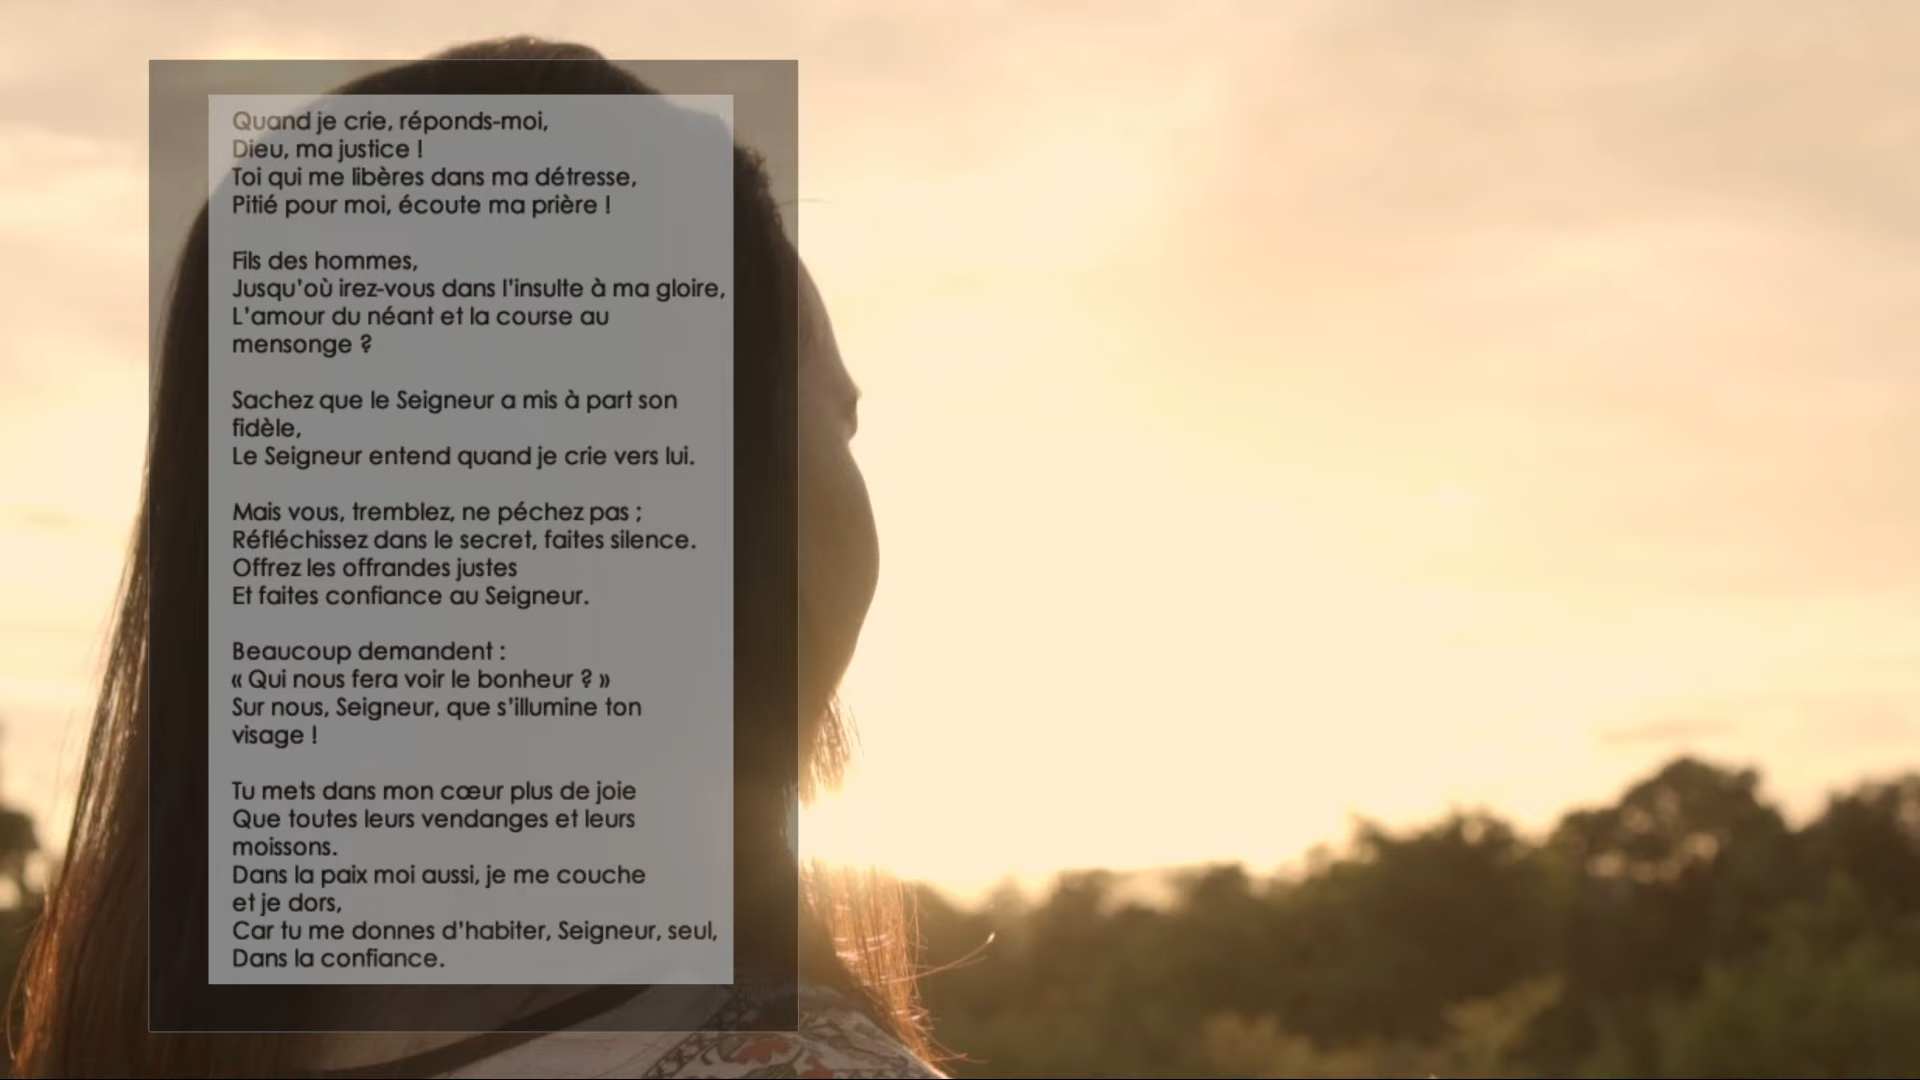 Quand je crie, réponds-moi,
Dieu, ma justice !
Toi qui me libères dans ma détresse,
Pitié pour moi, écoute ma prière !
Fils des hommes,
Jusqu’où irez-vous dans l’insulte à ma gloire,
L’amour du néant et la course au
mensonge ?
Sachez que le Seigneur a mis à part son
fidèle,
Le Seigneur entend quand je crie vers lui.
Mais vous, tremblez, ne péchez pas ;
Réfléchissez dans le secret, faites silence.
Offrez les offrandes justes
Et faites confiance au Seigneur.
Beaucoup demandent :
« Qui nous fera voir le bonheur ? »
Sur nous, Seigneur, que s’illumine ton
visage !
Tu mets dans mon cœur plus de joie
Que toutes leurs vendanges et leurs
moissons.
Dans la paix moi aussi, je me couche
et je dors,
Car tu me donnes d’habiter, Seigneur, seul,
Dans la confiance.